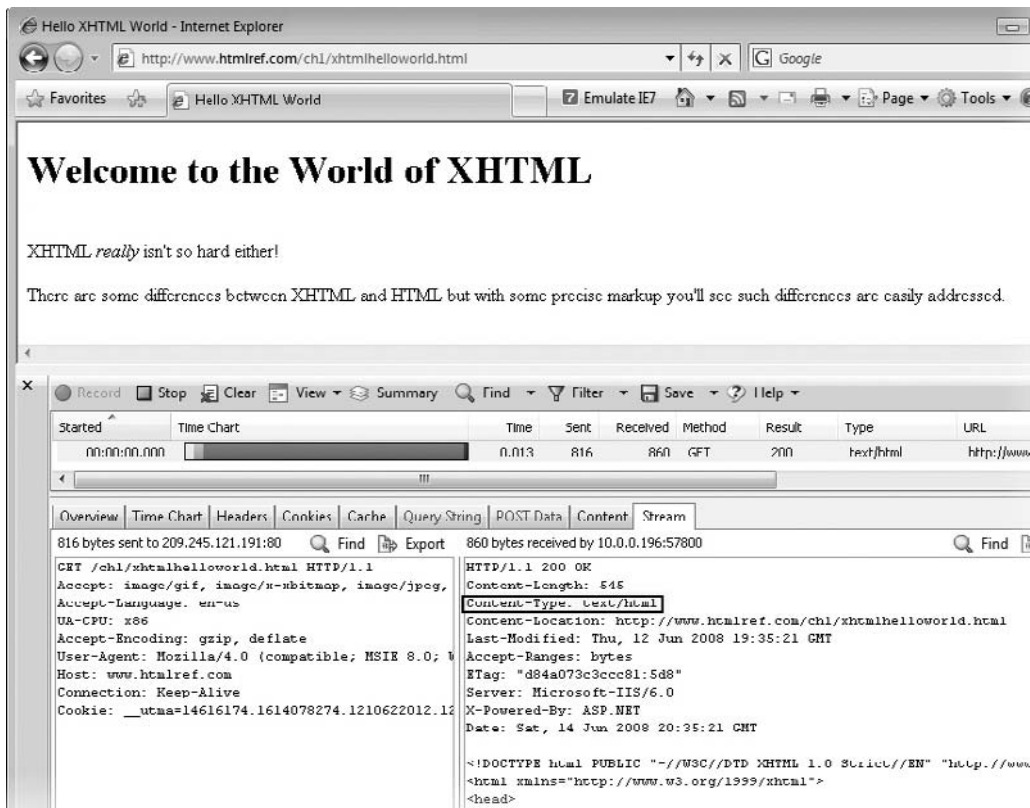 Hello XHTML World - Internet Explorer
http://www.htmlref.com/ch1/xhtmlhelloworld.html
Google
Favorites
Hello XHTML World
Emulate IE7
Page
Tools
Welcome to the World of XHTML
XHTML really isn't so hard either!
There are some differences between XHTML and HTML but with some precise markup you'll see such differences are easily addressed.
Record Stop Clear View Summary Find Filter Save Help
Started Time Chart Time Sent Received Method Result Type URL
00:00:00.000 0.013 816 860 GET 200 text/html http://www
Overview Time Chart Headers Cookies Cache Query String POST Data Content Stream
816 bytes sent to 209.245.121.191:80 Find Export
GET /ch1/xhtmlhelloworld.html HTTP/1.1
Accept: image/gif, image/x-xbitmap, image/jpeg,
Accept-Language: en-us
UA-CPU: x86
Accept-Encoding: gzip, deflate
User-Agent: Mozilla/4.0 (compatible; MSIE 8.0;
Host: www.htmlref.com
Connection: Keep-Alive
Cookie: __utma=14616174.1614078274.1210622012.12
860 bytes received by 10.0.0.196:57800 Find
HTTP/1.1 200 OK
Content-Length: 545
Content-Type: text/html
Content-Location: http://www.htmlref.com/ch1/xhtmlhelloworld.html
Last-Modified: Thu, 12 Jun 2008 19:35:21 GMT
Accept-Ranges: bytes
ETag: "d84a073c3ccc81:5d8"
Server: Microsoft-IIS/6.0
X-Powered-By: ASP.NET
Date: Sat, 14 Jun 2008 20:35:21 GMT
<!DOCTYPE html PUBLIC "-//W3C//DTD XHTML 1.0 Strict//EN" "http://www
<html xmlns="http://www.w3.org/1999/xhtml">
<head>